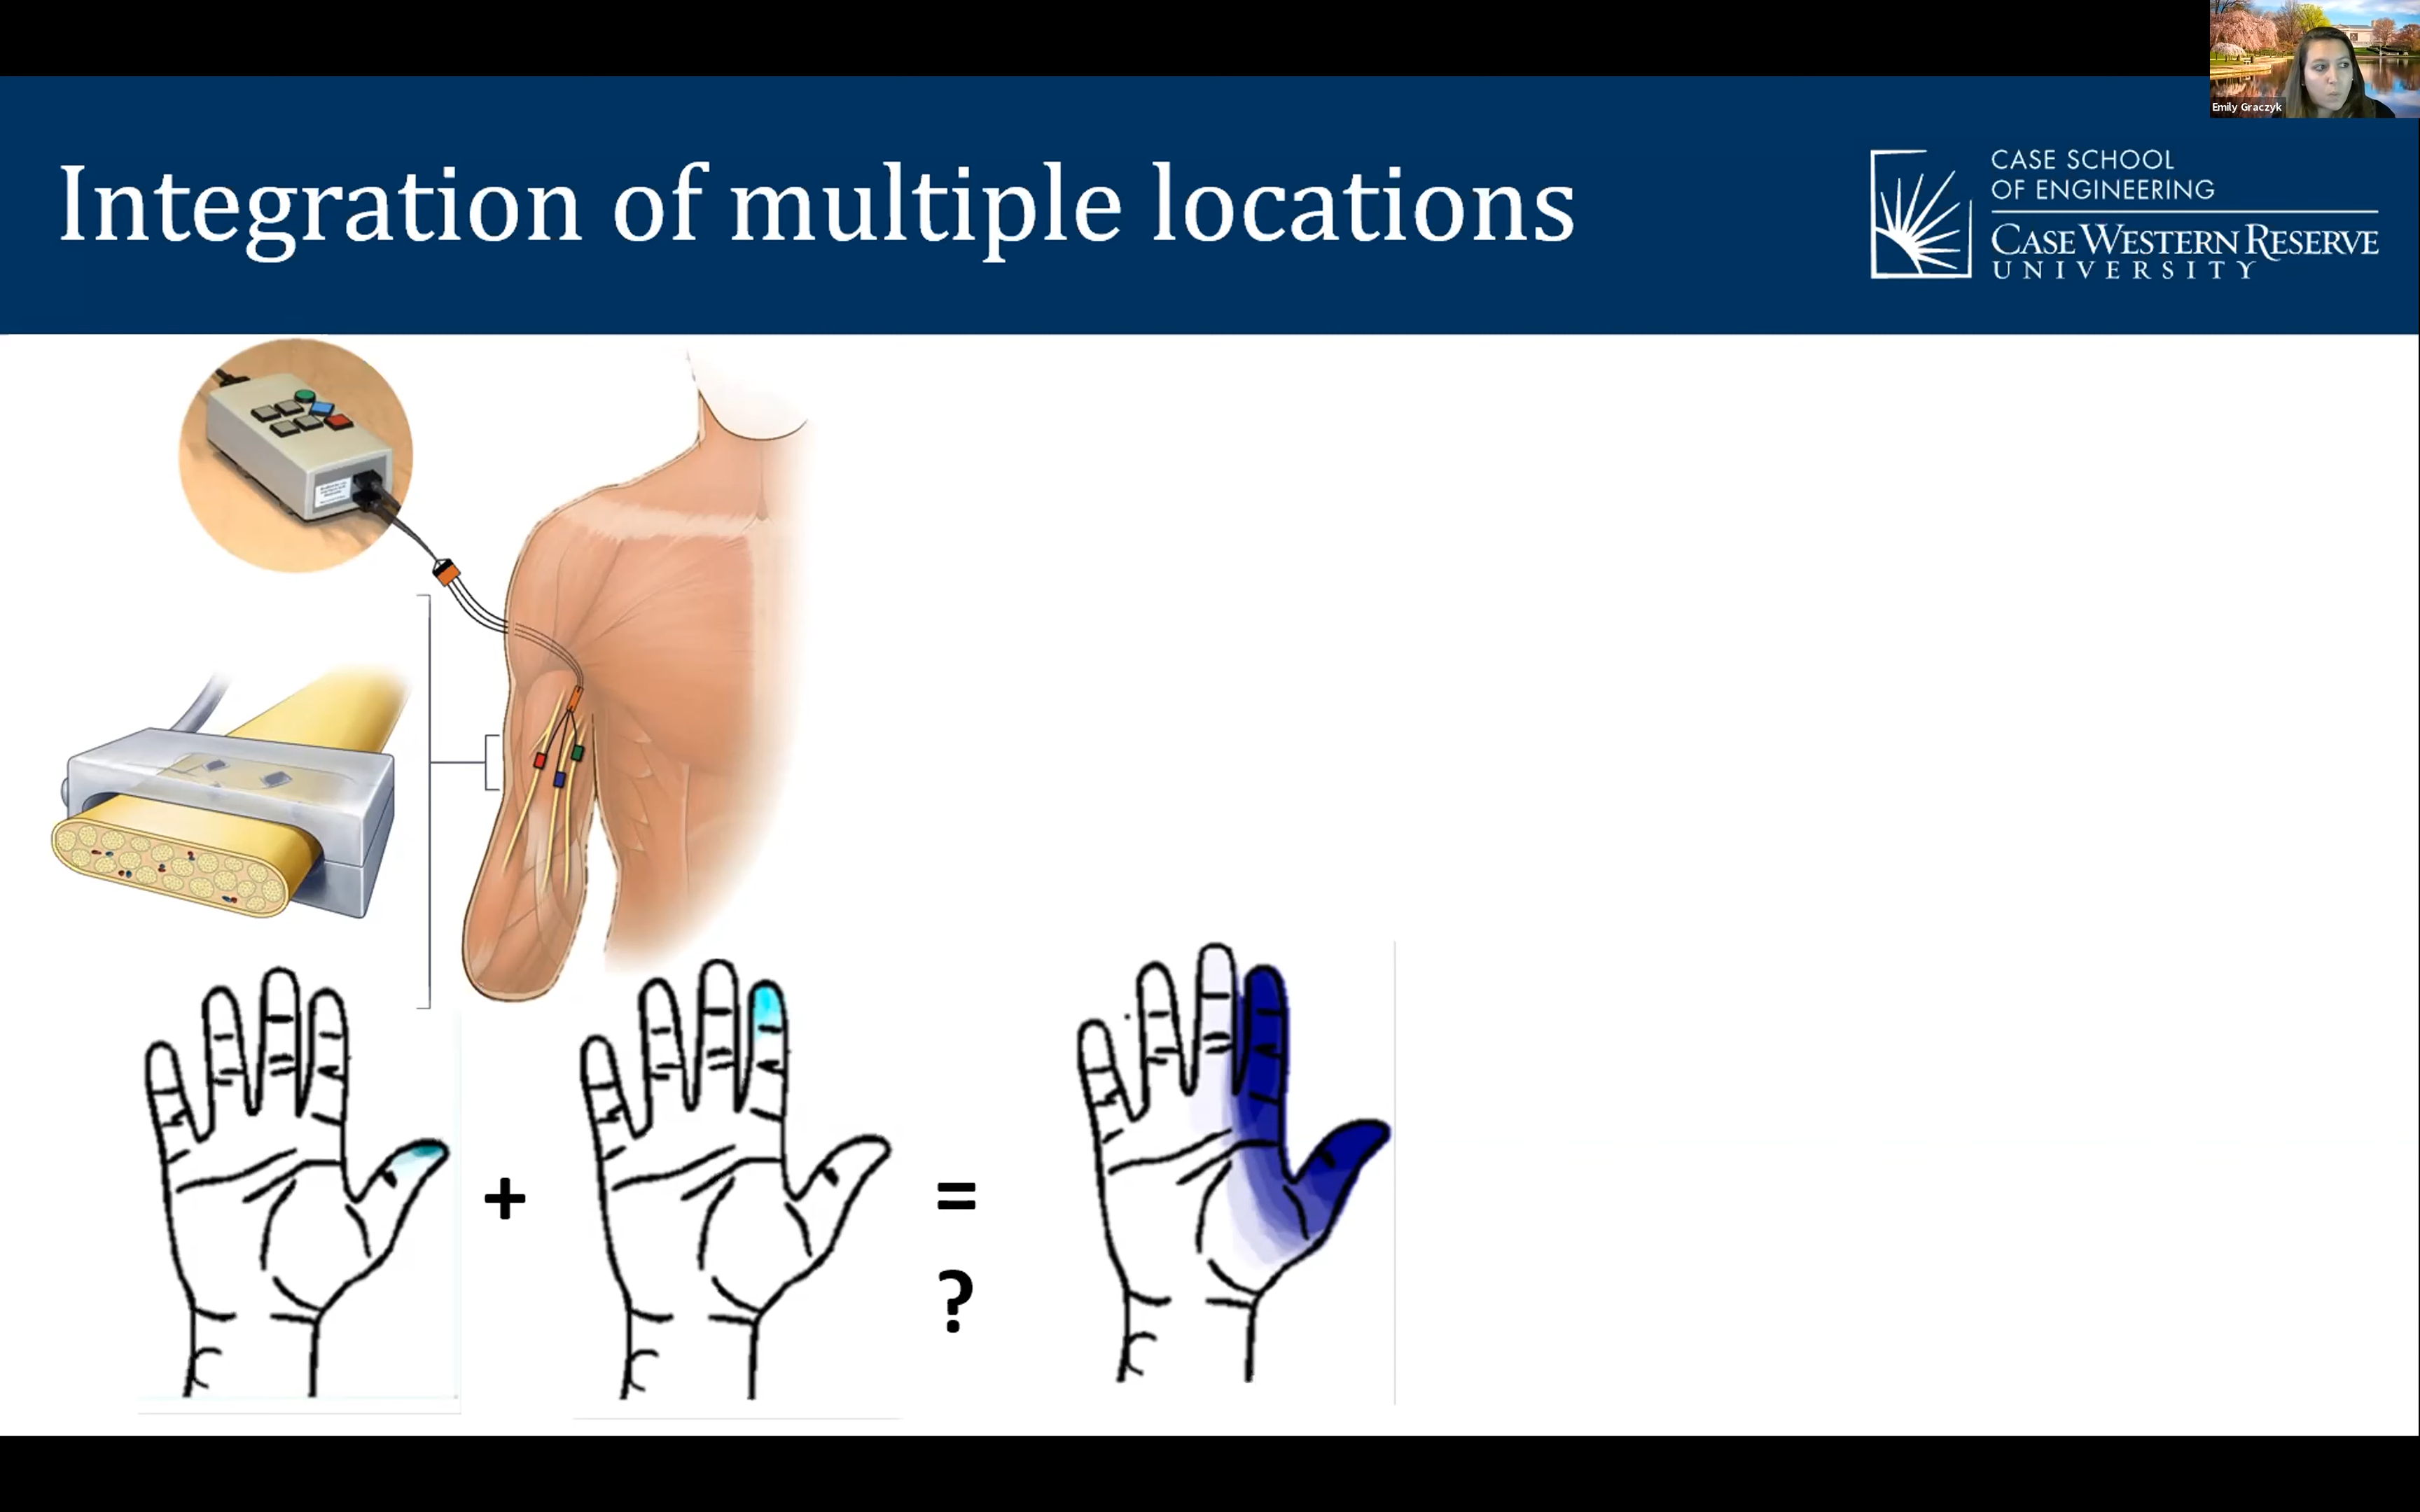 Emily Graczyk
Integration of multiple locations
CASE SCHOOL
OF ENGINEERING
CASE WESTERN RESERVE
UNIVERSITY
+
=
?